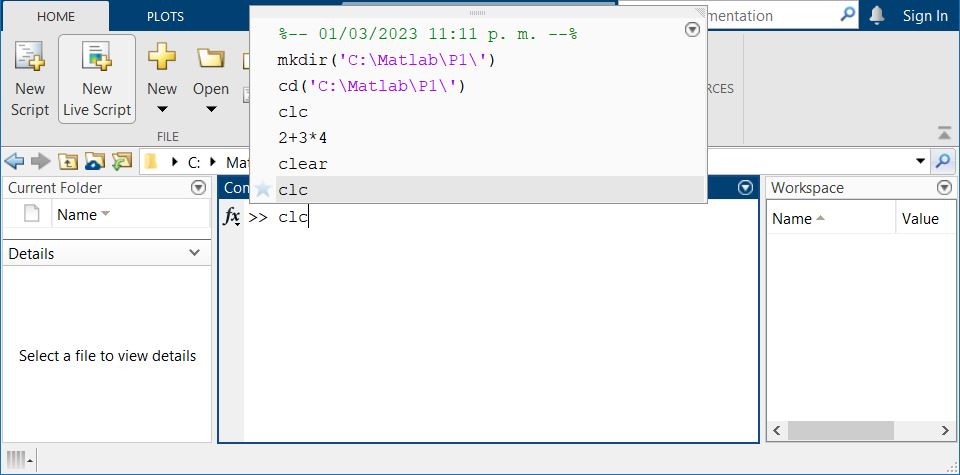 HOME PLOTS
mentation
Sign In
%-- 01/03/2023 11:11 p. m. --%
mkdir('C:\Matlab\P1\')
cd('C:\Matlab\P1\')
clc
2+3*4
clear
clc
New
Script
New
Live Script
New
Open
FILE
RCES
C: Mat
Current Folder
Name
Details
Select a file to view details
Com
fx >> clc
Workspace
Name Value